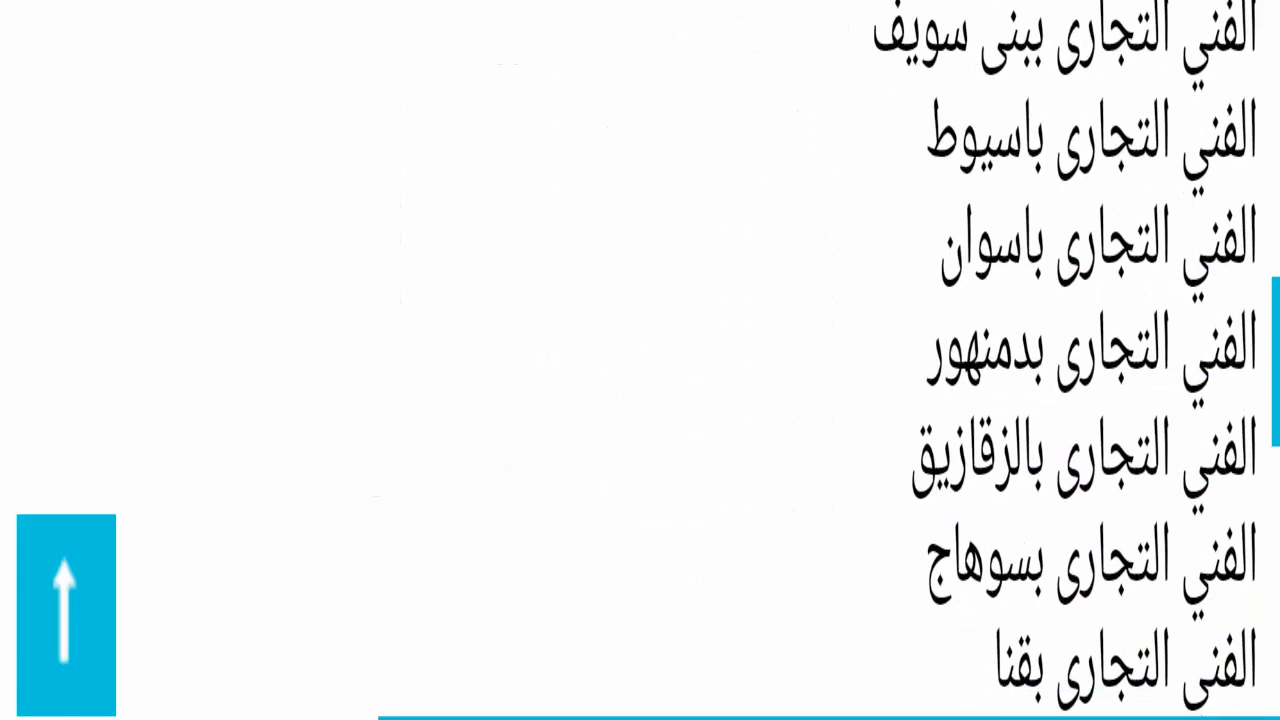 الفني التجارى ببنى سويف
الفني التجارى باسيوط
الفني التجارى باسوان
الفني التجارى بدمنهور
الفني التجارى بالزقازيق
الفني التجارى بسوهاج
الفني التجارى بقنا